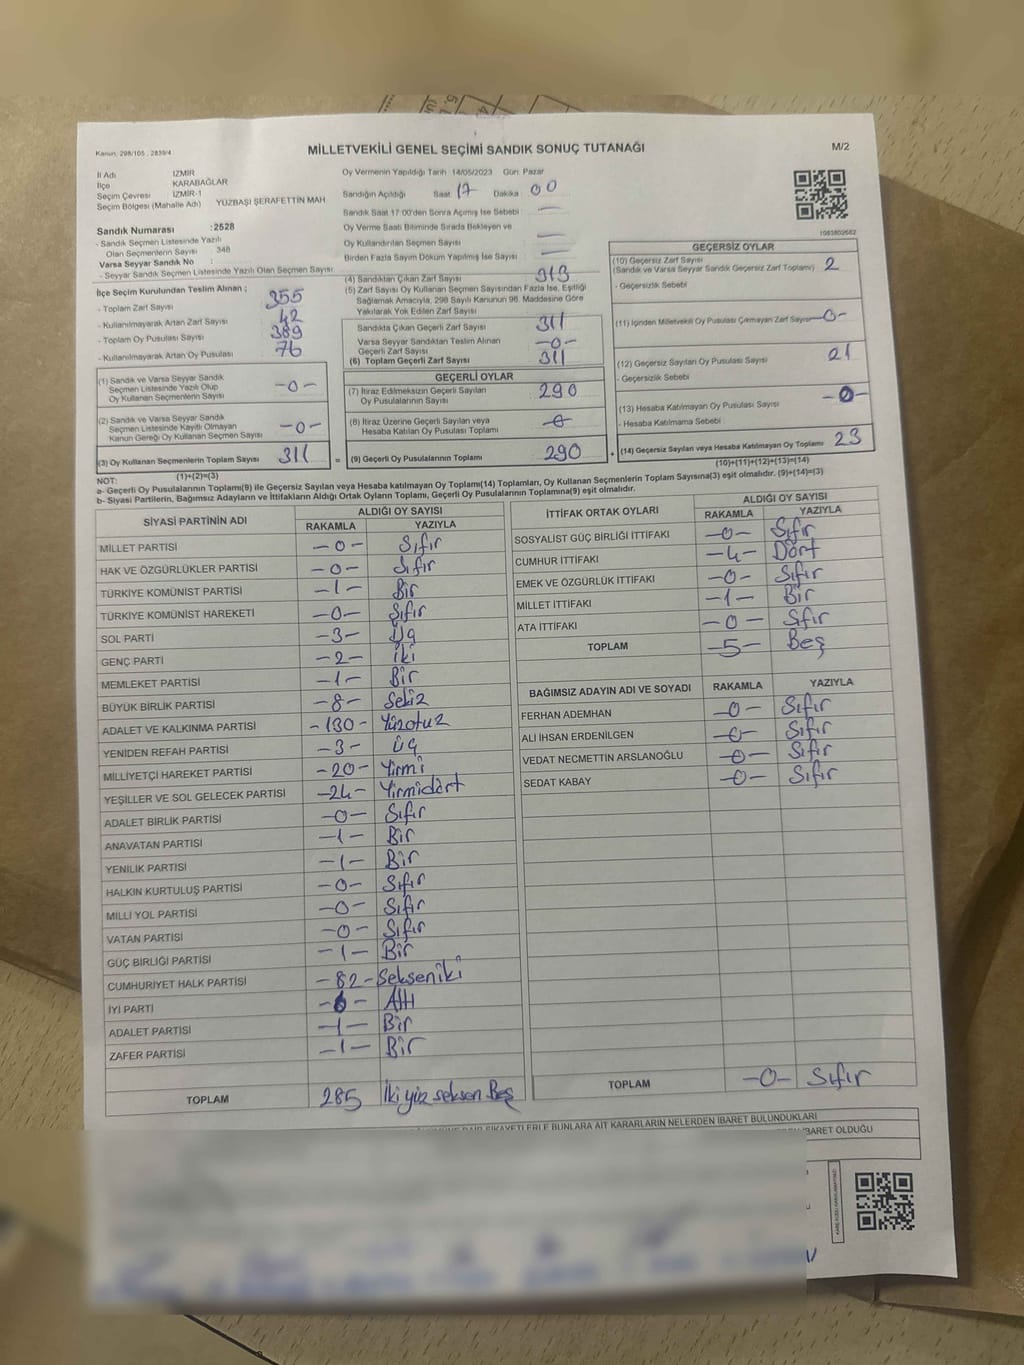 Kanun, 298/105 , 2839/4
MİLLETVEKİLİ GENEL SEÇİMİ SANDIK SONUÇ TUTANAĞI
M/2
İl Adı İZMİR
İlçe KARABAĞLAR
Seçim Çevresi İZMİR-1
Seçim Bölgesi (Mahalle Adı) YÜZBAŞI ŞERAFETTİN MAH
Sandık Numarası :2528
- Sandık Seçmen Listesinde Yazılı
Olan Seçmenlerin Sayısı 348
Varsa Seyyar Sandık No :
- Seyyar Sandık Seçmen Listesinde Yazılı Olan Seçmen Sayısı:
Oy Vermenin Yapıldığı Tarih 14/05/2023 Gün: Pazar
Sandığın Açıldığı Saat 17 Dakika 00
Sandık Saat 17:00'den Sonra Açımış İse Sebebi —
Oy Verme Saati Bitiminde Sırada Bekleyen ve
Oy Kullandırılan Seçmen Sayısı —
Birden Fazla Sayım Döküm Yapılmış İse Sayısı —
1083802682
İlçe Seçim Kurulundan Teslim Alınan ;
- Toplam Zarf Sayısı 355
- Kullanılmayarak Artan Zarf Sayısı 42
- Toplam Oy Pusulası Sayısı 389
- Kullanılmayarak Artan Oy Pusulası 76
(1) Sandık ve Varsa Seyyar Sandık
Seçmen Listesinde Yazılı Olup
Oy Kullanan Seçmenlerin Sayısı -0-
(2) Sandık ve Varsa Seyyar Sandık
Seçmen Listesinde Kayıtlı Olmayan
Kanun Gereği Oy Kullanan Seçmen Sayısı -0-
(3) Oy Kullanan Seçmenlerin Toplam Sayısı 311
(1)+(2)=(3)
(4) Sandıktan Çıkan Zarf Sayısı 313
(5) Zarf Sayısı Oy Kullanan Seçmen Sayısından Fazla İse, Eşitliği
Sağlamak Amacıyla, 298 Sayılı Kanunun 98. Maddesine Göre
Yakılarak Yok Edilen Zarf Sayısı
Sandıkta Çıkan Geçerli Zarf Sayısı 311
Varsa Seyyar Sandıktan Teslim Alınan
Geçerli Zarf Sayısı -0-
(6) Toplam Geçerli Zarf Sayısı 311
GEÇERLİ OYLAR
(7) İtiraz Edilmeksizin Geçerli Sayılan
Oy Pusulalarının Sayısı 290
(8) İtiraz Üzerine Geçerli Sayılan veya
Hesaba Katılan Oy Pusulası Toplamı -0-
= (9) Geçerli Oy Pusulalarının Toplamı 290 +
GEÇERSİZ OYLAR
(10) Geçersiz Zarf Sayısı
(Sandık ve Varsa Seyyar Sandık Geçersiz Zarf Toplamı) 2
- Geçersizlik Sebebi
(11) İçinden Milletvekili Oy Pusulası Çıkmayan Zarf Sayısı -0-
(12) Geçersiz Sayılan Oy Pusulası Sayısı 21
- Geçersizlik Sebebi
(13) Hesaba Katılmayan Oy Pusulası Sayısı -0-
- Hesaba Katılmama Sebebi
(14) Geçersiz Sayılan veya Hesaba Katılmayan Oy Toplamı 23
(10)+(11)+(12)+(13)=(14)
NOT:
a- Geçerli Oy Pusulalarının Toplamı(9) ile Geçersiz Sayılan veya Hesaba katılmayan Oy Toplamı(14) Toplamları, Oy Kullanan Seçmenlerin Toplam Sayısına(3) eşit olmalıdır. (9)+(14)=(3)
b- Siyasi Partilerin, Bağımsız Adayların ve İttifakların Aldığı Ortak Oyların Toplamı, Geçerli Oy Pusulalarının Toplamına(9) eşit olmalıdır.
SİYASİ PARTİNİN ADI ALDIĞI OY SAYISI
RAKAMLA YAZIYLA
MİLLET PARTİSİ -0- Sıfır
HAK VE ÖZGÜRLÜKLER PARTİSİ -0- Sıfır
TÜRKİYE KOMÜNİST PARTİSİ -1- Bir
TÜRKİYE KOMÜNİST HAREKETİ -0- Sıfır
SOL PARTİ -3- Üç
GENÇ PARTİ -2- İki
MEMLEKET PARTİSİ -1- Bir
BÜYÜK BİRLİK PARTİSİ -8- Sekiz
ADALET VE KALKINMA PARTİSİ -130- Yüzotuz
YENİDEN REFAH PARTİSİ -3- Üç
MİLLİYETÇİ HAREKET PARTİSİ -20- Yirmi
YEŞİLLER VE SOL GELECEK PARTİSİ -24- Yirmidört
ADALET BİRLİK PARTİSİ -0- Sıfır
ANAVATAN PARTİSİ -1- Bir
YENİLİK PARTİSİ -1- Bir
HALKIN KURTULUŞ PARTİSİ -0- Sıfır
MİLLİ YOL PARTİSİ -0- Sıfır
VATAN PARTİSİ -0- Sıfır
GÜÇ BİRLİĞİ PARTİSİ -1- Bir
CUMHURİYET HALK PARTİSİ -82- Sekseniki
İYİ PARTİ -6- Altı
ADALET PARTİSİ -1- Bir
ZAFER PARTİSİ -1- Bir
TOPLAM 285 İki yüz seksen Beş
İTTİFAK ORTAK OYLARI ALDIĞI OY SAYISI
RAKAMLA YAZIYLA
SOSYALİST GÜÇ BİRLİĞİ İTTİFAKI -0- Sıfır
CUMHUR İTTİFAKI -4- Dört
EMEK VE ÖZGÜRLÜK İTTİFAKI -0- Sıfır
MİLLET İTTİFAKI -1- Bir
ATA İTTİFAKI -0- Sıfır
TOPLAM -5- Beş
BAĞIMSIZ ADAYIN ADI VE SOYADI RAKAMLA YAZIYLA
FERHAN ADEMHAN -0- Sıfır
ALİ İHSAN ERDENİLGEN -0- Sıfır
VEDAT NECMETTİN ARSLANOĞLU -0- Sıfır
SEDAT KABAY -0- Sıfır
TOPLAM -0- Sıfır
ŞİKAYETLERLE BUNLARA AİT KARARLARIN NELERDEN İBARET BULUNDUKLARI
İBARET OLDUĞU